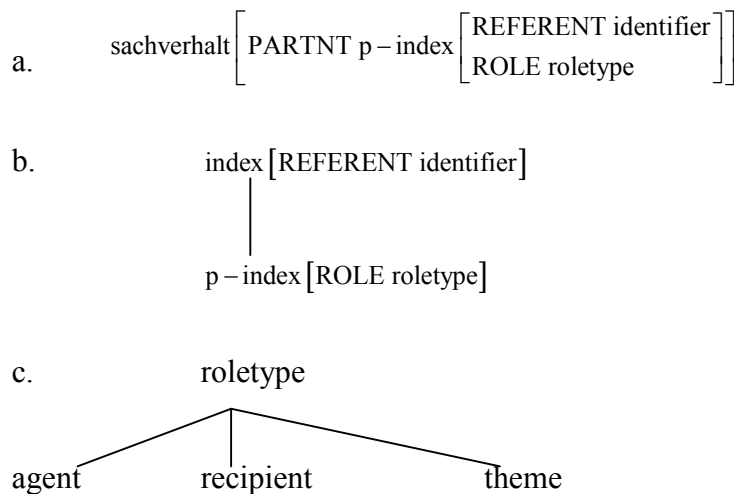 a. sachverhalt[PARTNT p – index[REFERENT identifier
ROLE roletype]]
b. index[REFERENT identifier]
p – index[ROLE roletype]
c. roletype
agent recipient theme